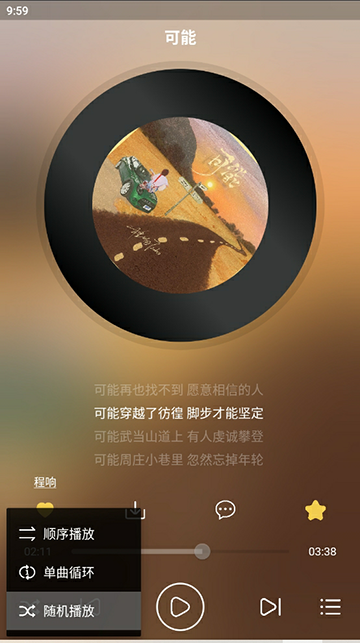 9:59
可能
可能再也找不到 愿意相信的人
可能穿越了彷徨 脚步才能坚定
可能武当山道上 有人虔诚攀登
可能周庄小巷里 忽然忘掉年轮
程响
顺序播放
02:11
03:38
单曲循环
随机播放